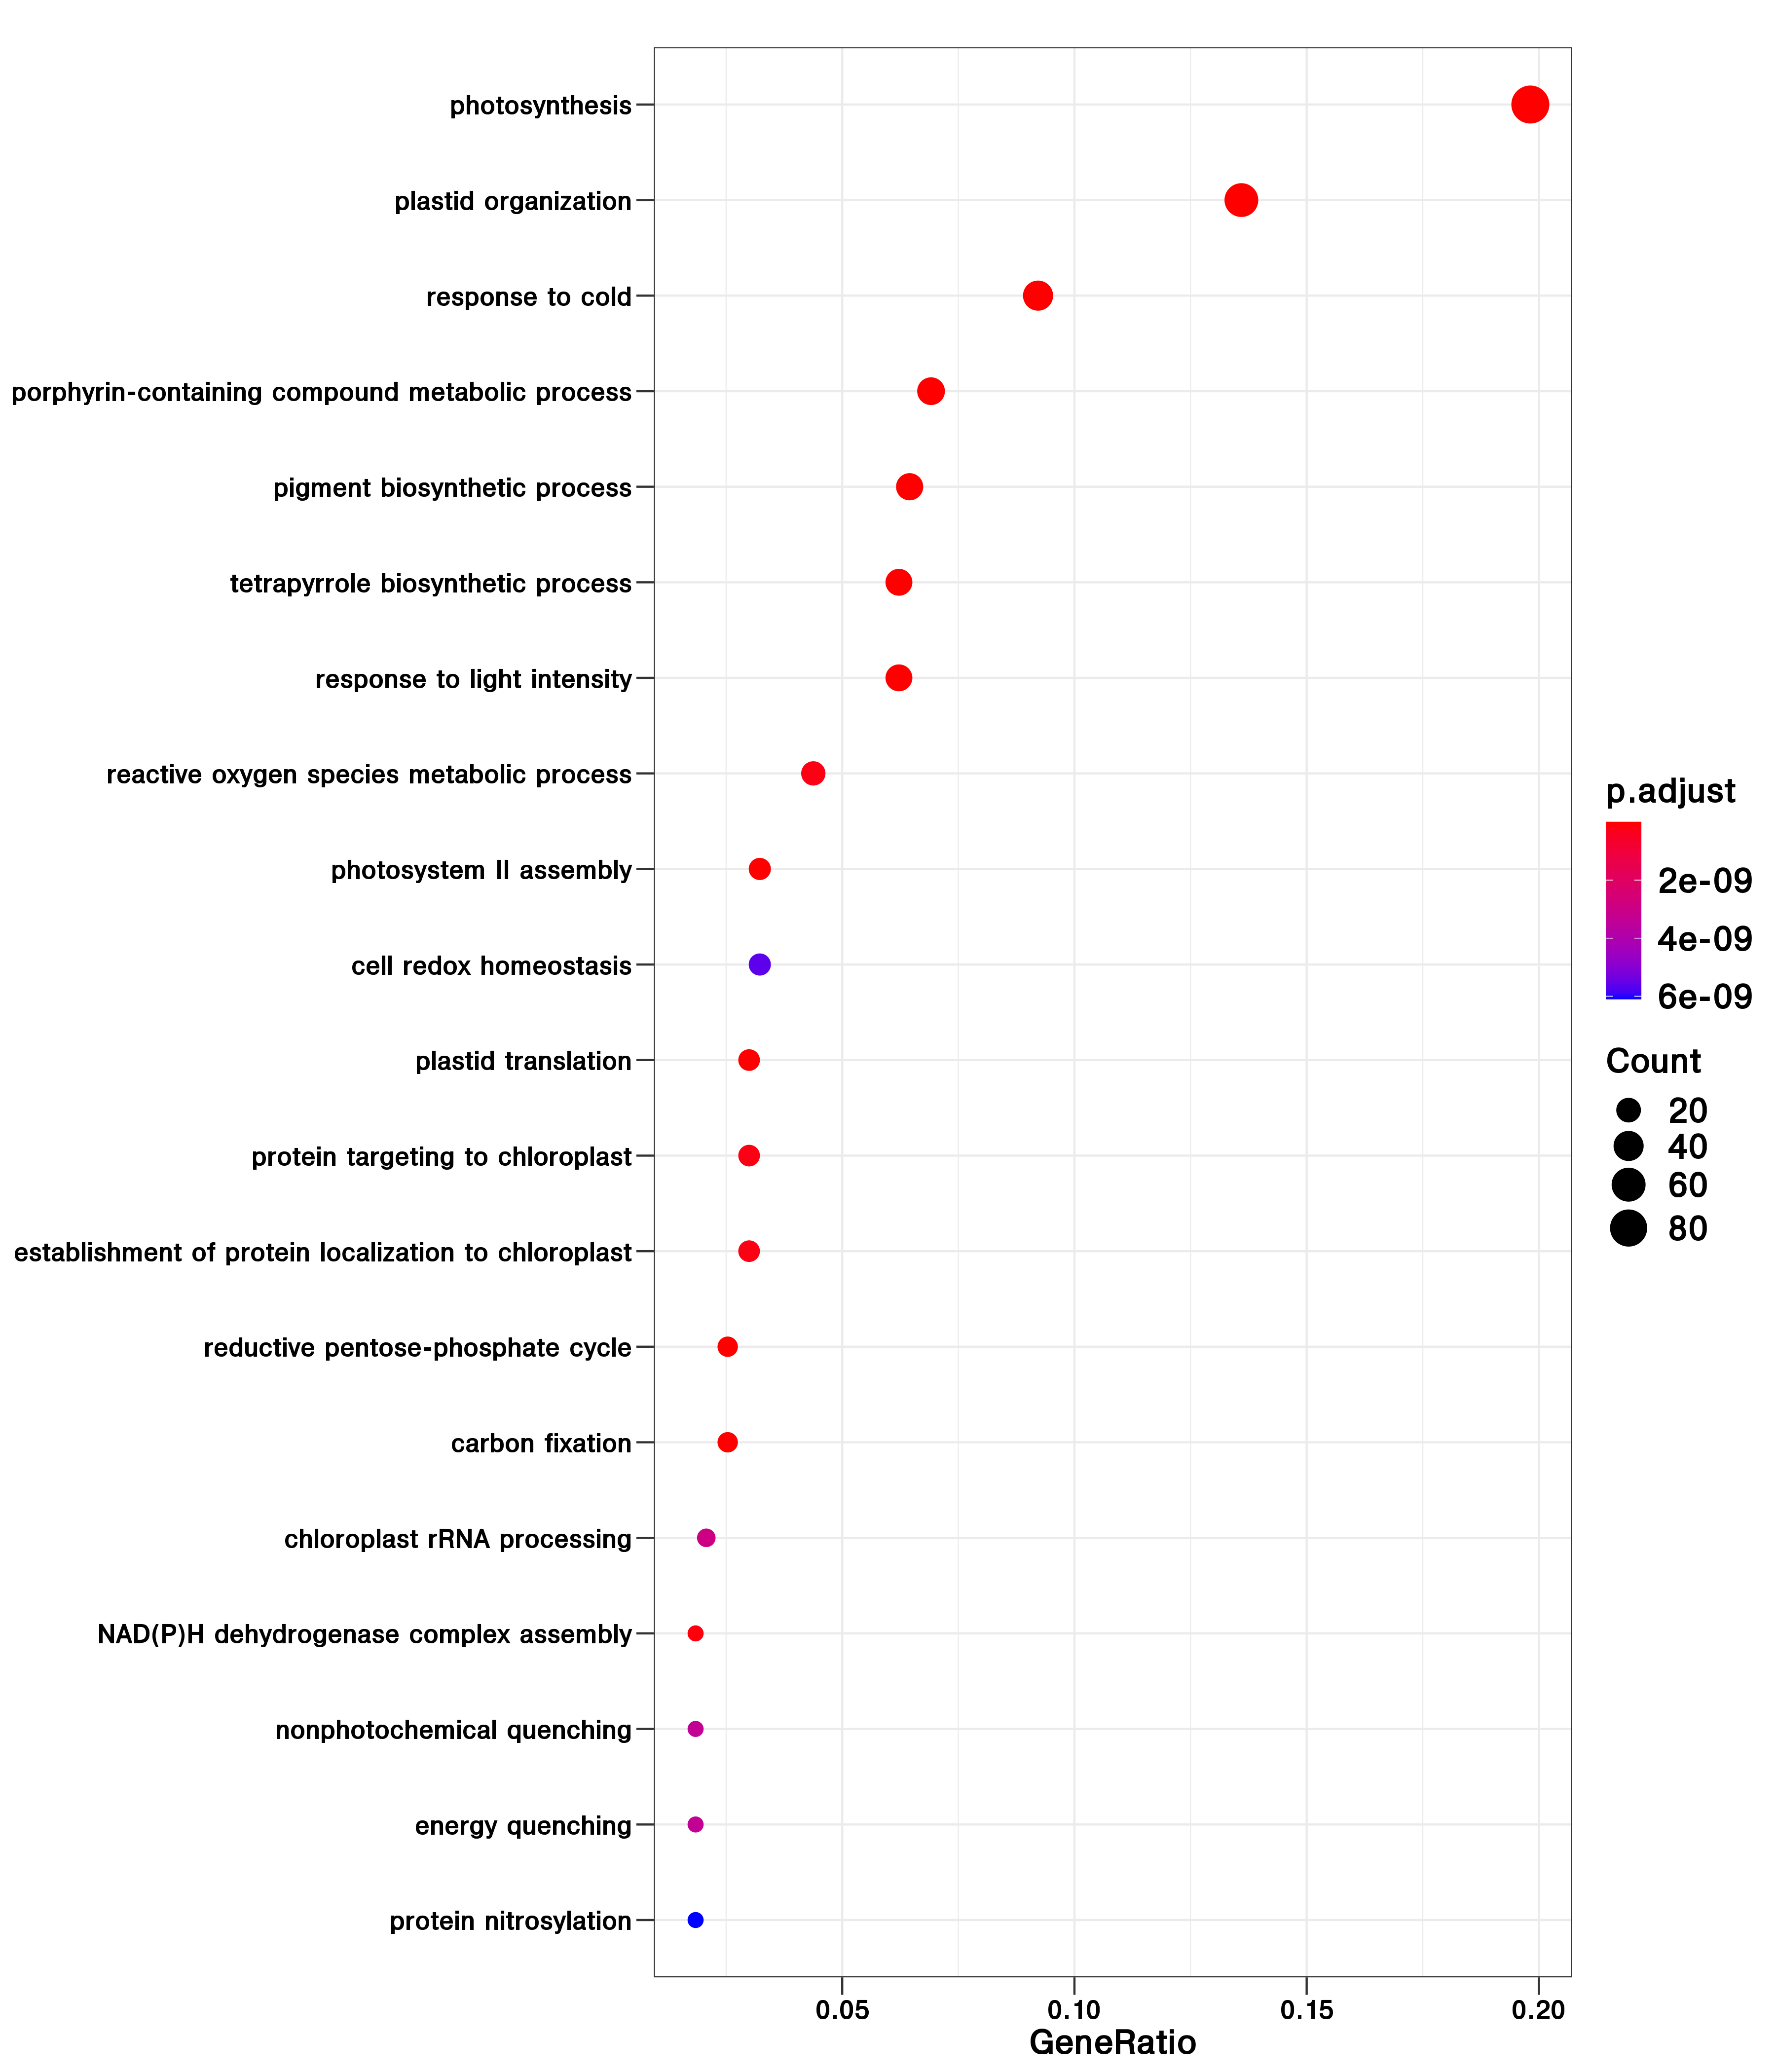 photosynthesis
plastid organization
response to cold
porphyrin-containing compound metabolic process
pigment biosynthetic process
tetrapyrrole biosynthetic process
response to light intensity
reactive oxygen species metabolic process
photosystem II assembly
cell redox homeostasis
plastid translation
protein targeting to chloroplast
establishment of protein localization to chloroplast
reductive pentose-phosphate cycle
carbon fixation
chloroplast rRNA processing
NAD(P)H dehydrogenase complex assembly
nonphotochemical quenching
energy quenching
protein nitrosylation
0.05 0.10 0.15 0.20
GeneRatio
p.adjust
2e-09
4e-09
6e-09
Count
20
40
60
80